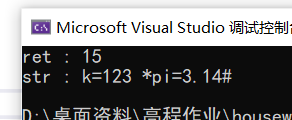 Microsoft Visual Studio 调试控制
ret : 15
str : k=123 *pi=3.14#
D:\桌面资料\高程作业\housew